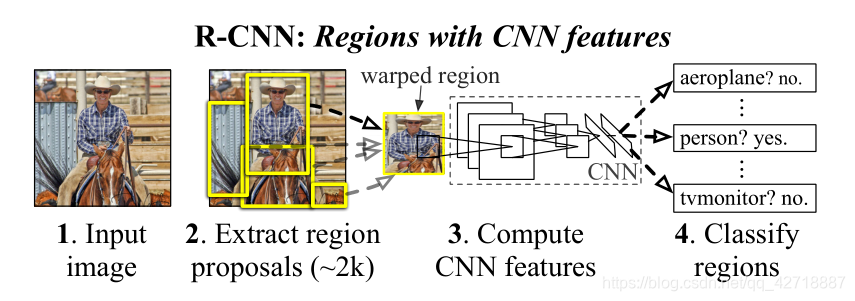 R-CNN: Regions with CNN features
warped region
aeroplane? no.
person? yes.
tvmonitor? no.
CNN
1. Input
image
2. Extract region
proposals (~2k)
3. Compute
CNN features
4. Classify
regions
https://blog.csdn.net/qq_42718887